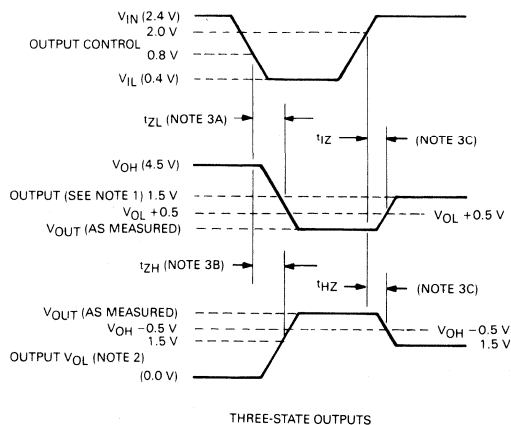 VIN (2.4 V)
2.0 V
OUTPUT CONTROL
0.8 V
VIL (0.4 V)
tZL (NOTE 3A)
tIZ (NOTE 3C)
VOH (4.5 V)
OUTPUT (SEE NOTE 1) 1.5 V
VOL +0.5
VOL +0.5 V
VOUT (AS MEASURED)
tZH (NOTE 3B)
tHZ (NOTE 3C)
VOUT (AS MEASURED)
VOH −0.5 V
VOH −0.5 V
1.5 V
1.5 V
OUTPUT VOL (NOTE 2)
(0.0 V)
THREE-STATE OUTPUTS